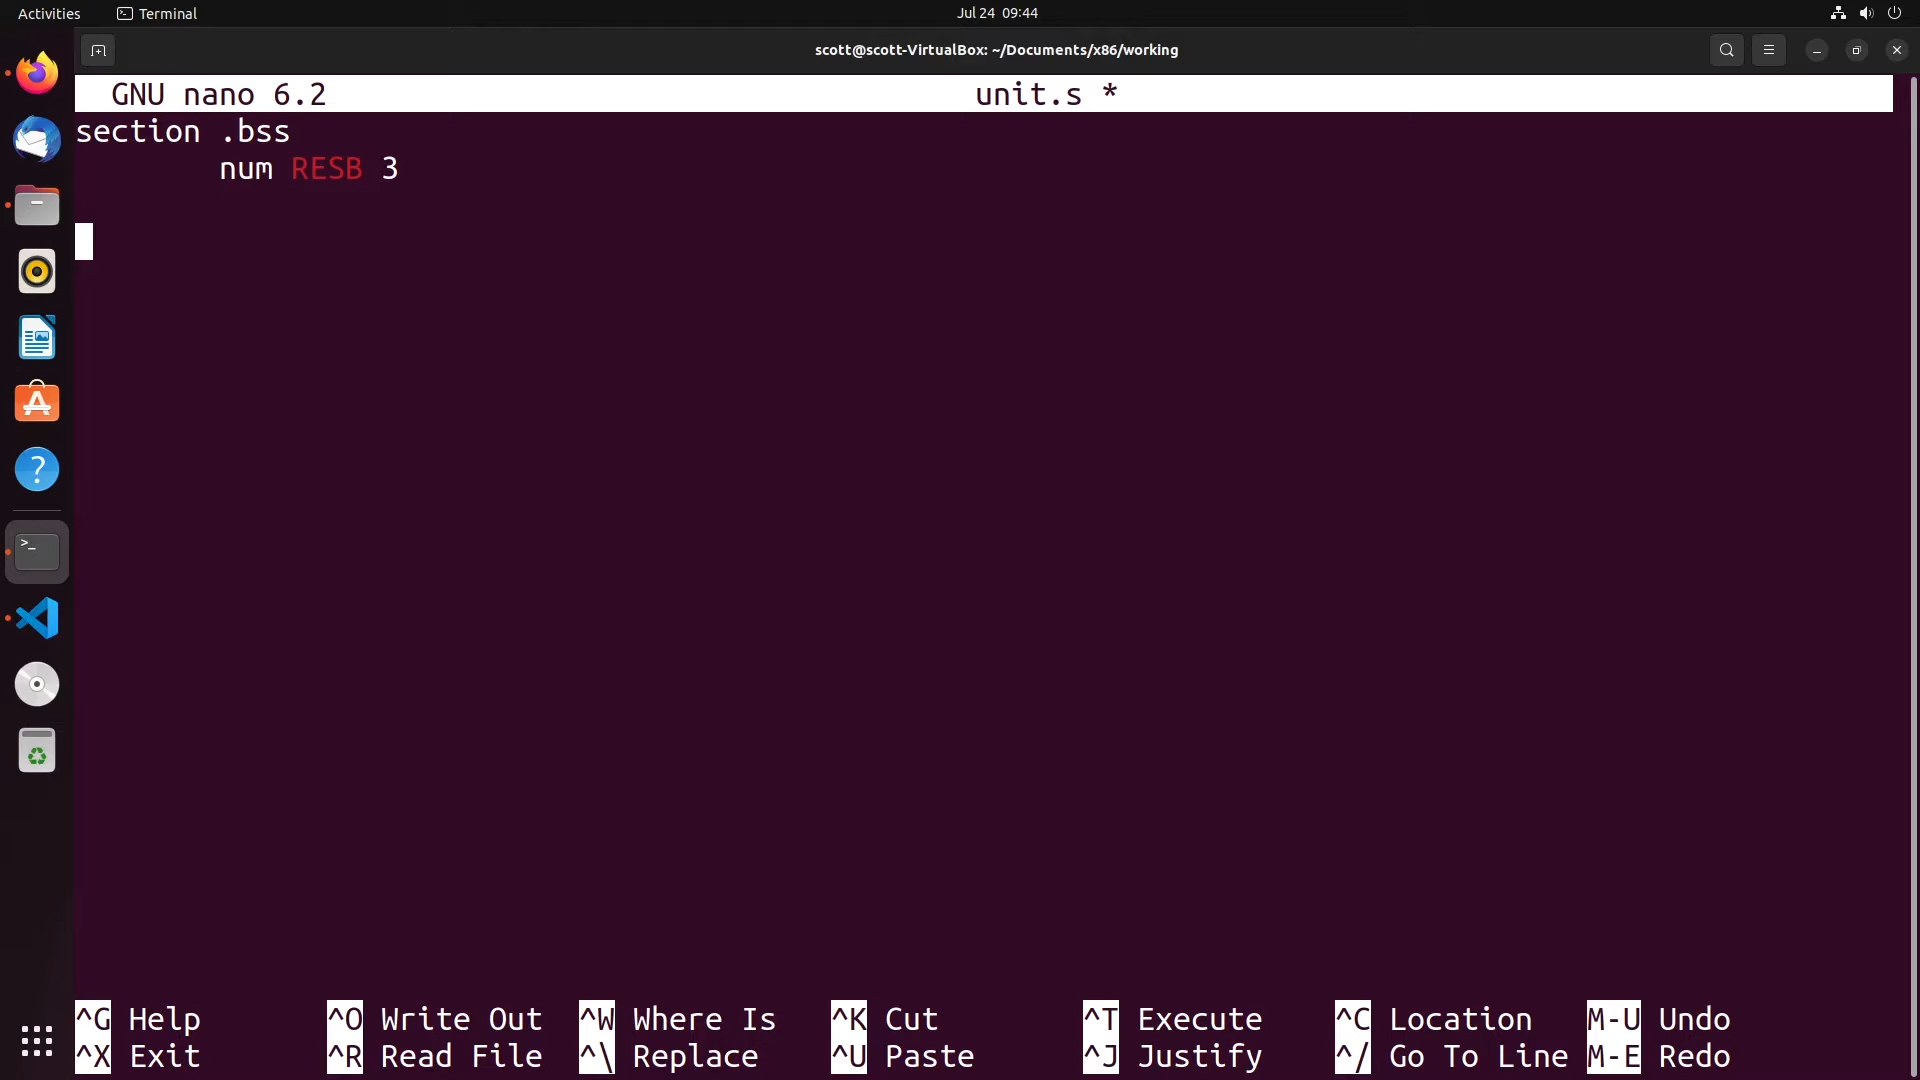 Activities Terminal Jul 24 09:44
scott@scott-VirtualBox: ~/Documents/x86/working
GNU nano 6.2 unit.s *
section .bss
num RESB 3
^G Help ^O Write Out ^W Where Is ^K Cut ^T Execute ^C Location M-U Undo
^X Exit ^R Read File ^\ Replace ^U Paste ^J Justify ^/ Go To Line M-E Redo